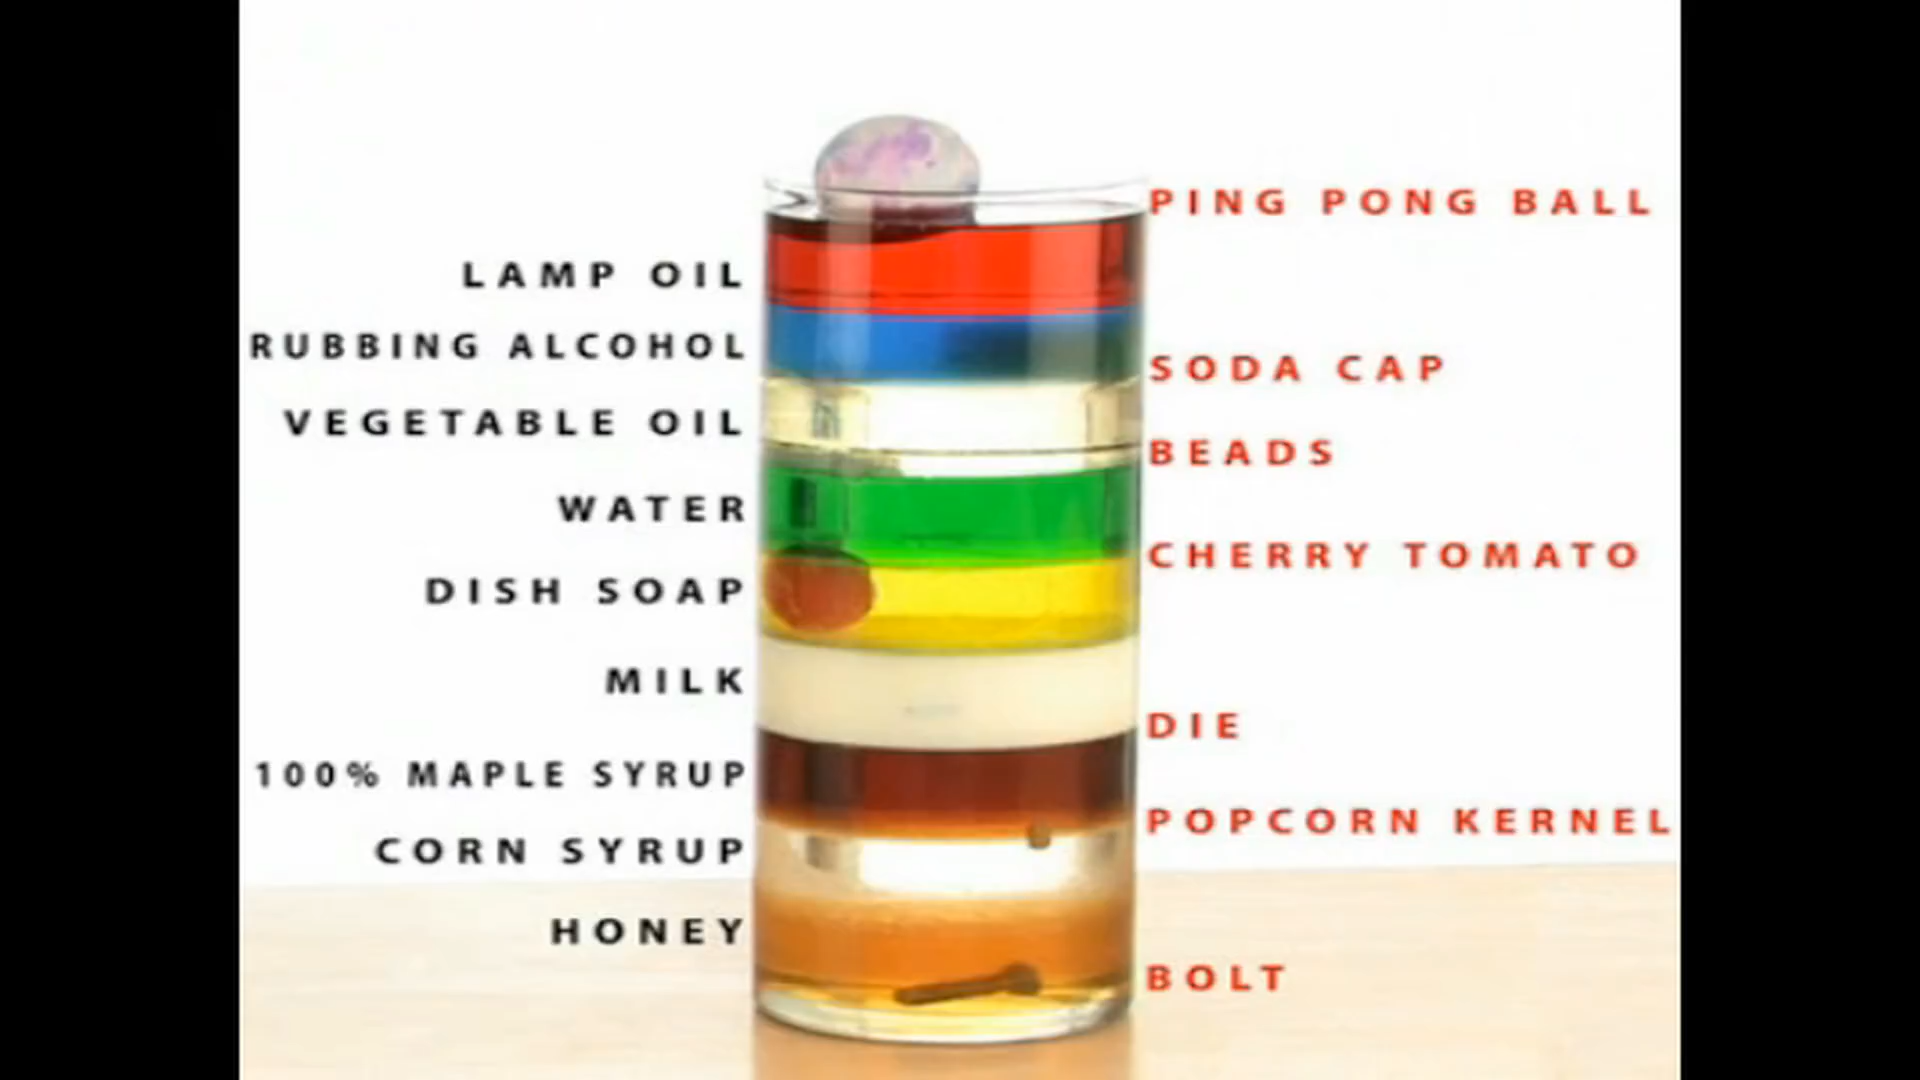 PING PONG BALL
LAMP OIL
RUBBING ALCOHOL
SODA CAP
VEGETABLE OIL
BEADS
WATER
CHERRY TOMATO
DISH SOAP
MILK
DIE
100% MAPLE SYRUP
POPCORN KERNEL
CORN SYRUP
HONEY
BOLT